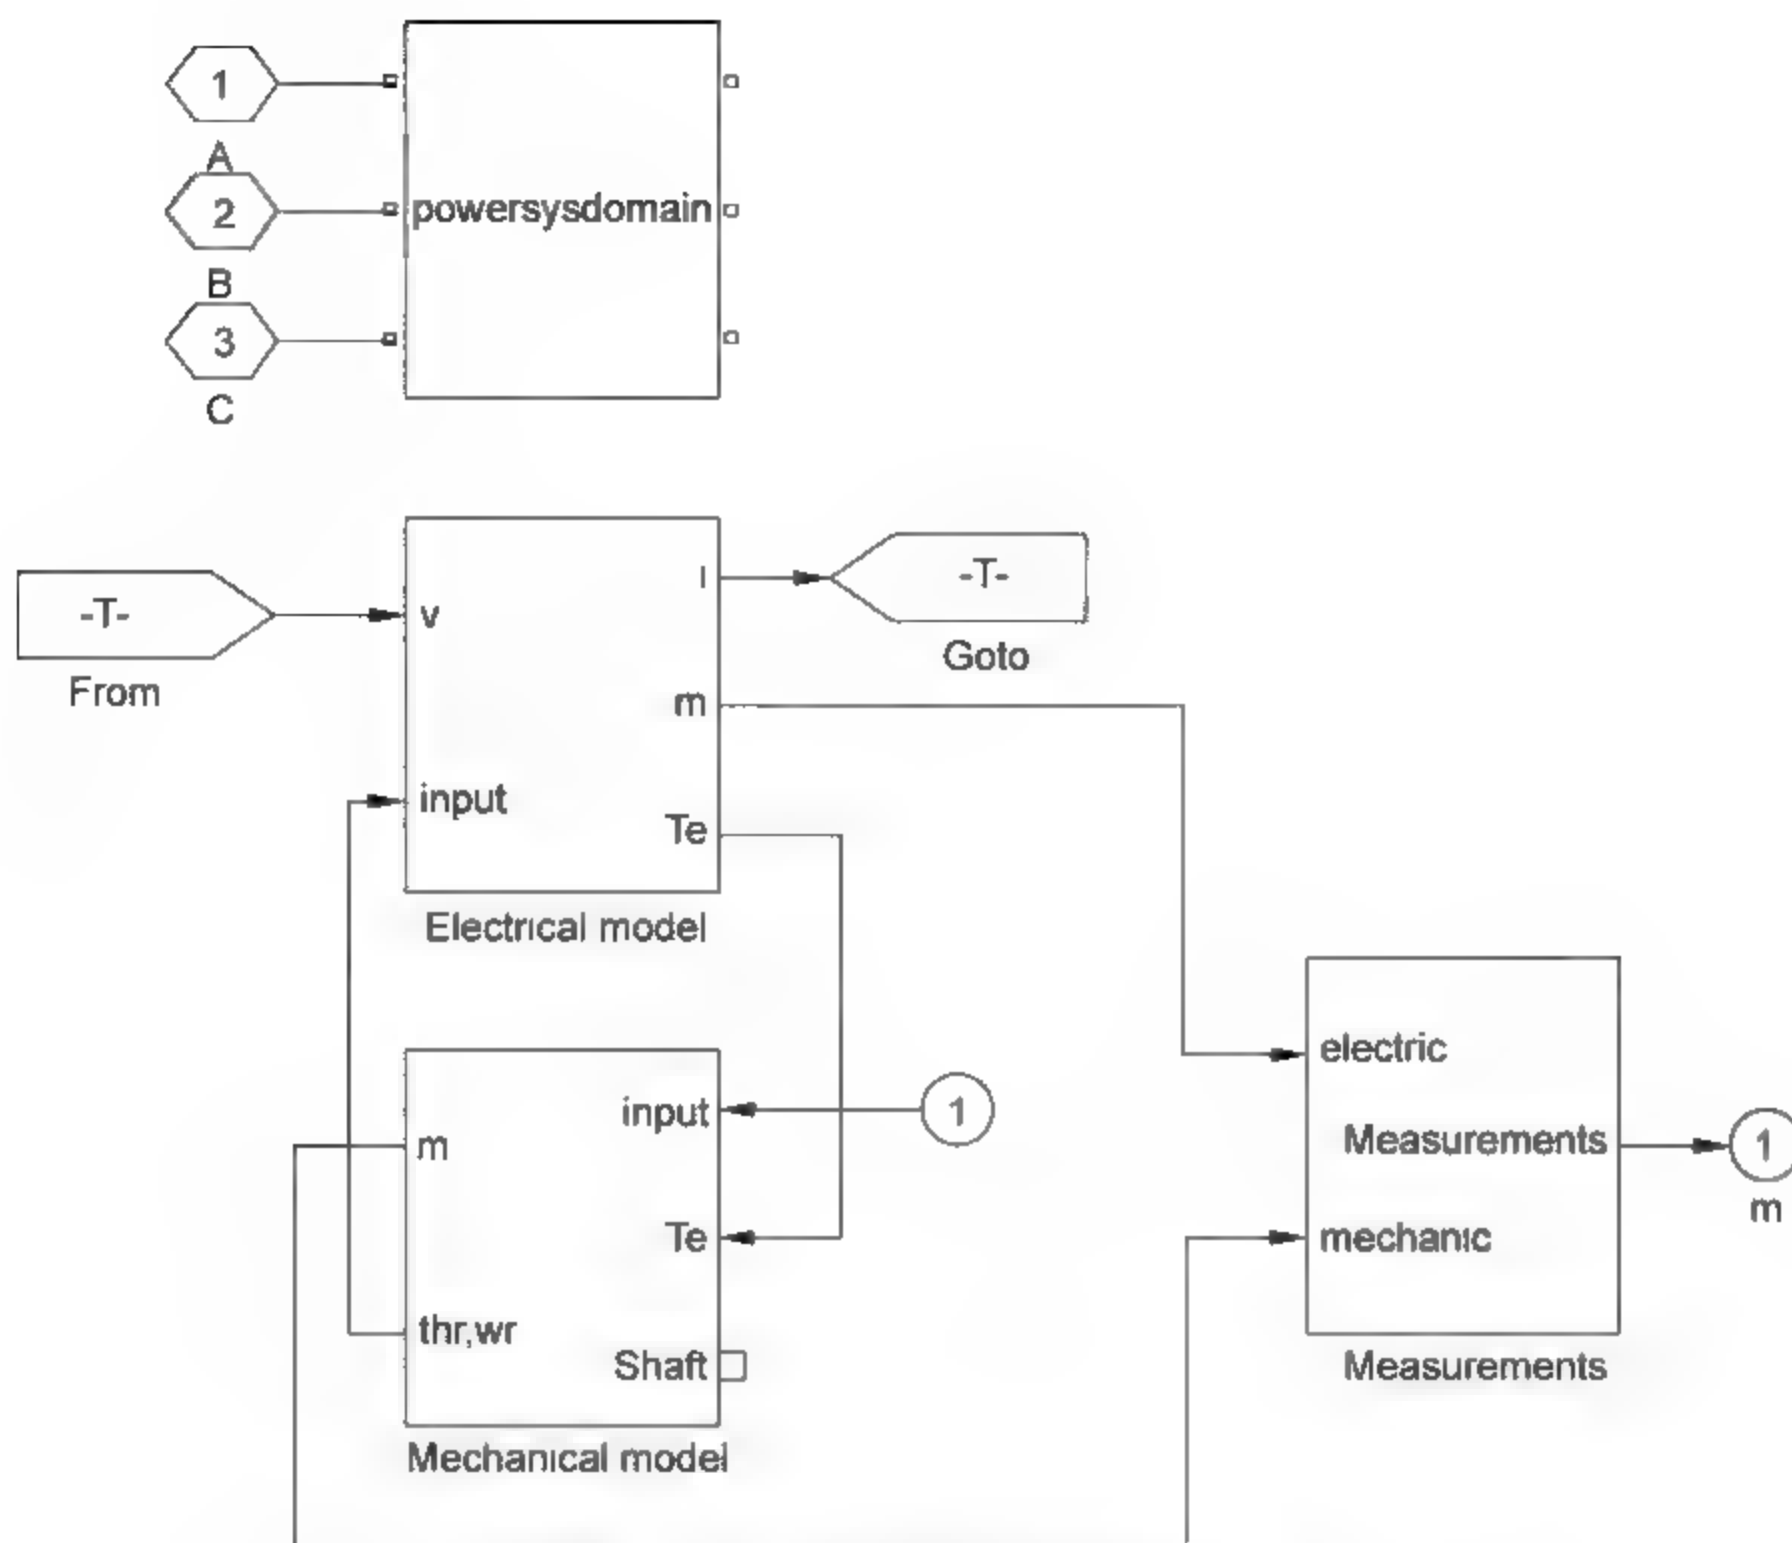 1
A
2
powersysdomain
B
3
C
-T-
I
-T-
v
From
Goto
m
input
Te
Electrical model
electric
input
1
m
Measurements
1
m
Te
mechanic
thr,wr
Shaft
Measurements
Mechanical model